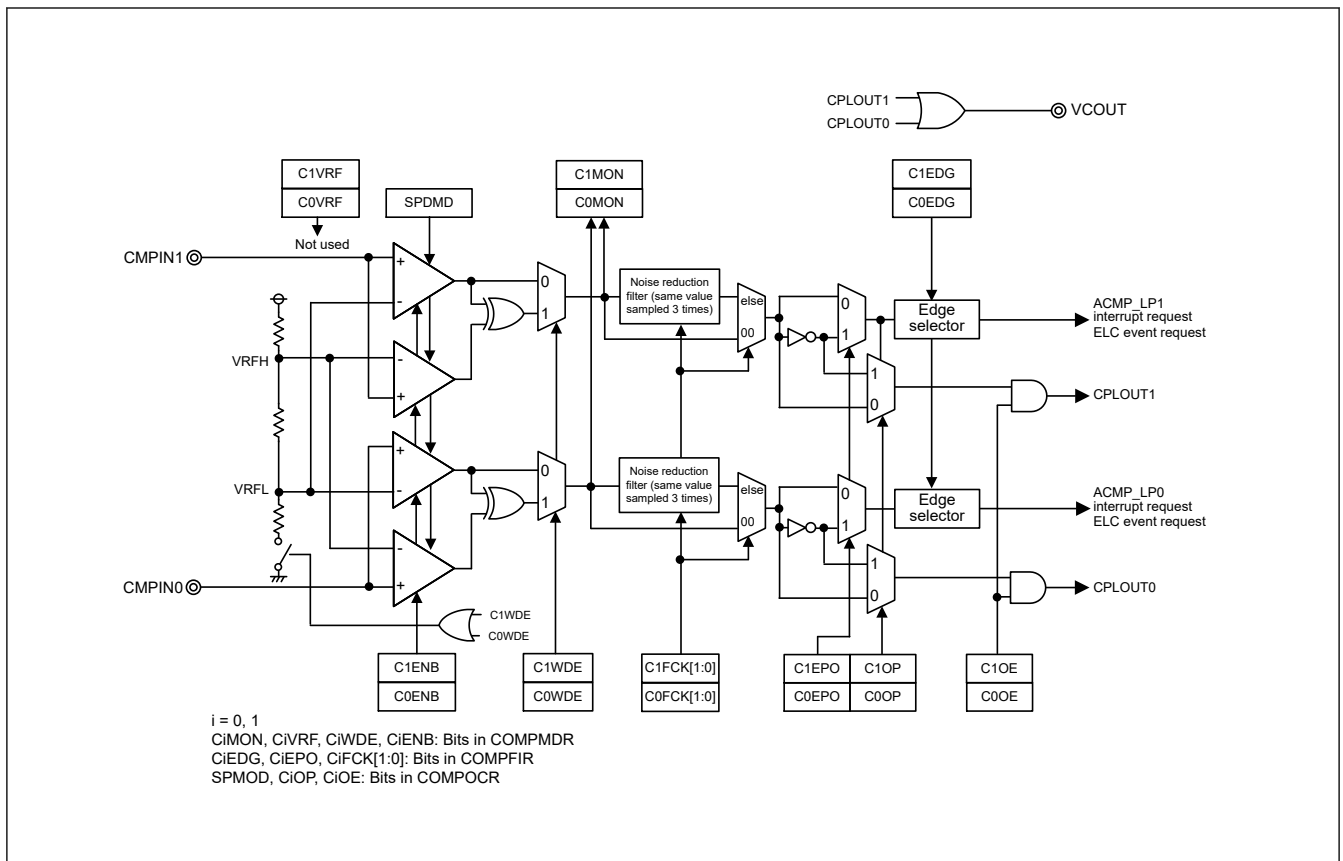 CPLOUT1
CPLOUT0
VCOUT
C1VRF
C0VRF
Not used
SPDMD
C1MON
C0MON
C1EDG
C0EDG
CMPIN1
+
-
0
1
Noise reduction
filter (same value
sampled 3 times)
else
00
0
1
Edge
selector
ACMP_LP1
interrupt request
ELC event request
VRFH
-
+
1
0
CPLOUT1
+
-
0
1
VRFL
Noise reduction
filter (same value
sampled 3 times)
else
00
0
1
Edge
selector
ACMP_LP0
interrupt request
ELC event request
-
+
1
0
CMPIN0
CPLOUT0
C1WDE
C0WDE
C1ENB
C0ENB
C1WDE
C0WDE
C1FCK[1:0]
C0FCK[1:0]
C1EPO
C0EPO
C1OP
C0OP
C1OE
C0OE
i = 0, 1
CiMON, CiVRF, CiWDE, CiENB: Bits in COMPMDR
CiEDG, CiEPO, CiFCK[1:0]: Bits in COMPFIR
SPMOD, CiOP, CiOE: Bits in COMPOCR